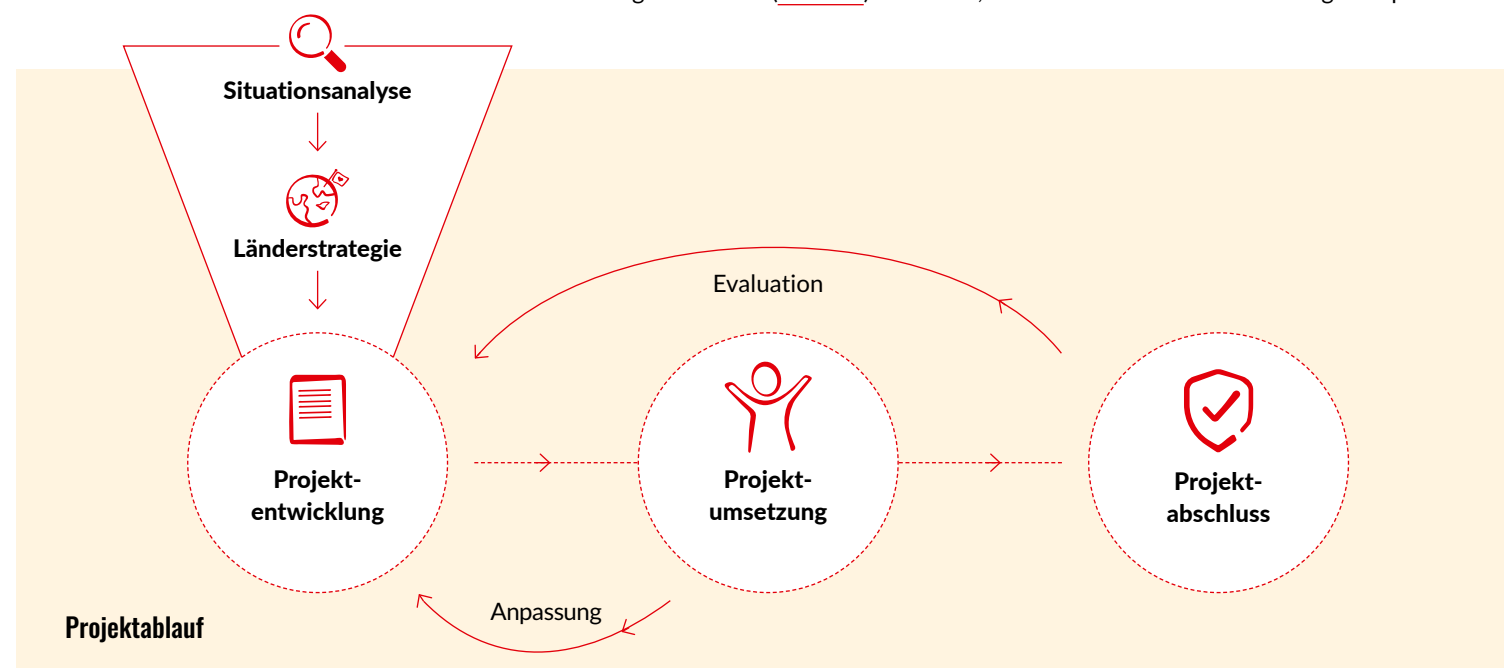 Situationsanalyse
Länderstrategie
Evaluation
Projekt-
entwicklung
Projekt-
umsetzung
Projekt-
abschluss
Anpassung
Projektablauf